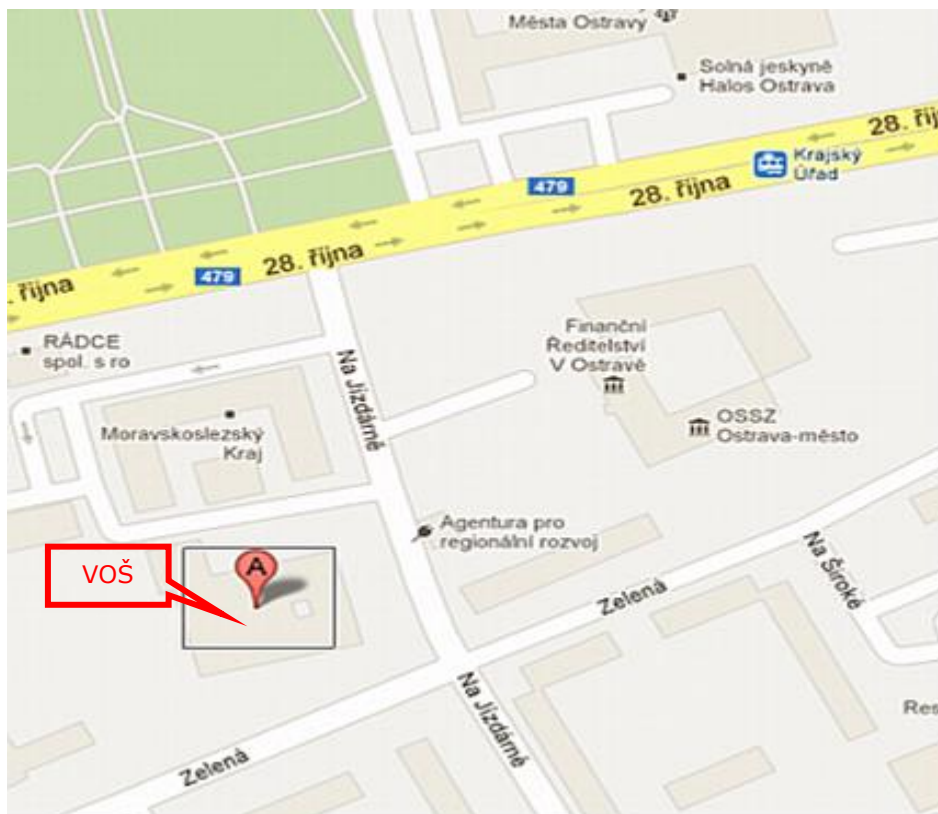 Města Ostravy
Solná jeskyně
Halos Ostrava
28. říj
Krajský
Úřad
479
28. října
28. října
479
. října
RÁDCE
spol. s ro
Na Jízdárně
Finanční
Ředitelství
V Ostravě
OSSZ
Ostrava-město
Moravskoslezský
Kraj
Agentura pro
regionální rozvoj
VOŠ
A
Zelená
Na Široké
Na Jízdárně
Res
Zelená